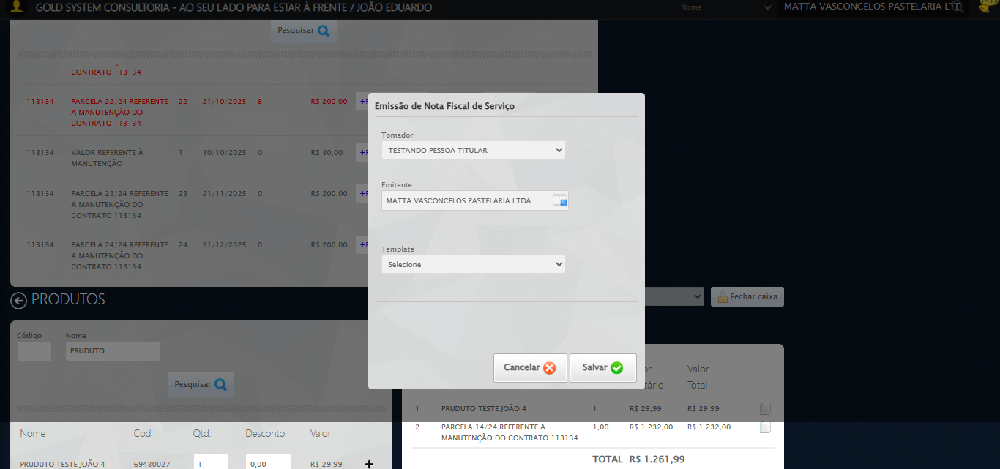 GOLD SYSTEM CONSULTORIA - AO SEU LADO PARA ESTAR À FRENTE / JOÃO EDUARDO
Nome
MATTA VASCONCELOS PASTELARIA LTD
Pesquisar
CONTRATO 113134
113134 PARCELA 22/24 REFERENTE 22 21/10/2025 8 R$ 200,00
A MANUTENÇÃO DO
CONTRATO 113134
113134 VALOR REFERENTE À 1 30/10/2025 0 R$ 30,00
MANUTENÇÃO
113134 PARCELA 23/24 REFERENTE 23 21/11/2025 0 R$ 200,00
A MANUTENÇÃO DO
CONTRATO 113134
113134 PARCELA 24/24 REFERENTE 24 21/12/2025 0 R$ 200,00
A MANUTENÇÃO DO
CONTRATO 113134
Emissão de Nota Fiscal de Serviço
Tomador
TESTANDO PESSOA TITULAR
Emitente
MATTA VASCONCELOS PASTELARIA LTDA
Template
Selecione
Cancelar
Salvar
Fechar caixa
PRODUTOS
Código Nome
PRUDUTO
Pesquisar
Nome Cod. Qtd. Desconto Valor
PRUDUTO TESTE JOÃO 4 69430027 1 0,00 R$ 29,99
Valor
Total
1 PRUDUTO TESTE JOÃO 4 1 R$ 29,99 R$ 29,99
2 PARCELA 14/24 REFERENTE A 1,00 R$ 1.232,00 R$ 1.232,00
MANUTENÇÃO DO CONTRATO 113134
TOTAL R$ 1.261,99